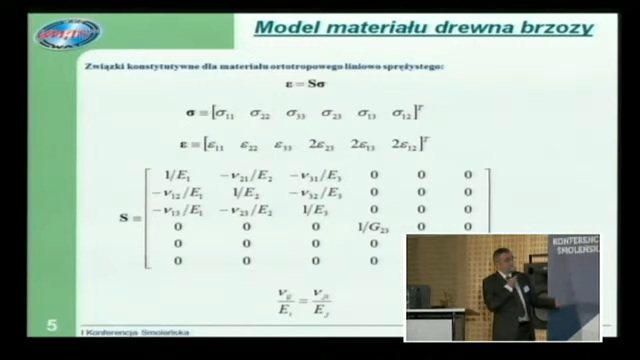 Model materiału drewna brzozy
Związki konstytutywne dla materiału ortotropowego liniowo sprężystego:
ε = Sσ
σ = [σ11 σ22 σ33 σ23 σ13 σ12]^T
ε = [ε11 ε22 ε33 2ε23 2ε13 2ε12]^T
1/E1 −ν21/E2 −ν31/E3 0 0 0
−ν12/E1 1/E2 −ν32/E3 0 0 0
−ν13/E1 −ν23/E2 1/E3 0 0 0
S =
0 0 0 1/G23
0 0 0 0
0 0 0 0
νij/Ei = νji/Ej
KONFERENC
SMOLEŃSKA
5
I Konferencja Smoleńska